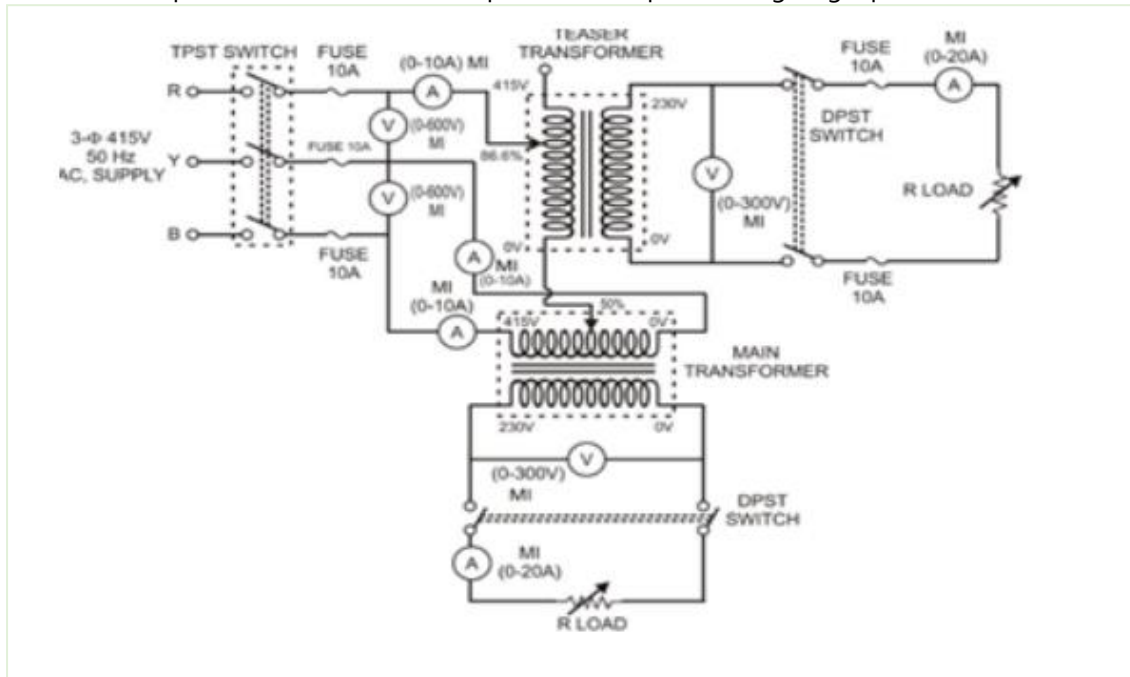 TPST SWITCH
FUSE
10A
(0-10A) MI
A
TEASER
TRANSFORMER
415V
230V
R
V
(0-600V)
MI
3-Φ 415V
50 Hz
AC, SUPPLY
Y
FUSE 10A
86.6%
V
(0-600V)
MI
B
FUSE
10A
0V
0V
A
MI
(0-10A)
MI
(0-10A)
A
V
(0-300V)
MI
DPST
SWITCH
FUSE
10A
MI
(0-20A)
A
R LOAD
FUSE
10A
50%
415V
0V
MAIN
TRANSFORMER
230V
0V
V
(0-300V)
MI
DPST
SWITCH
A
MI
(0-20A)
R LOAD